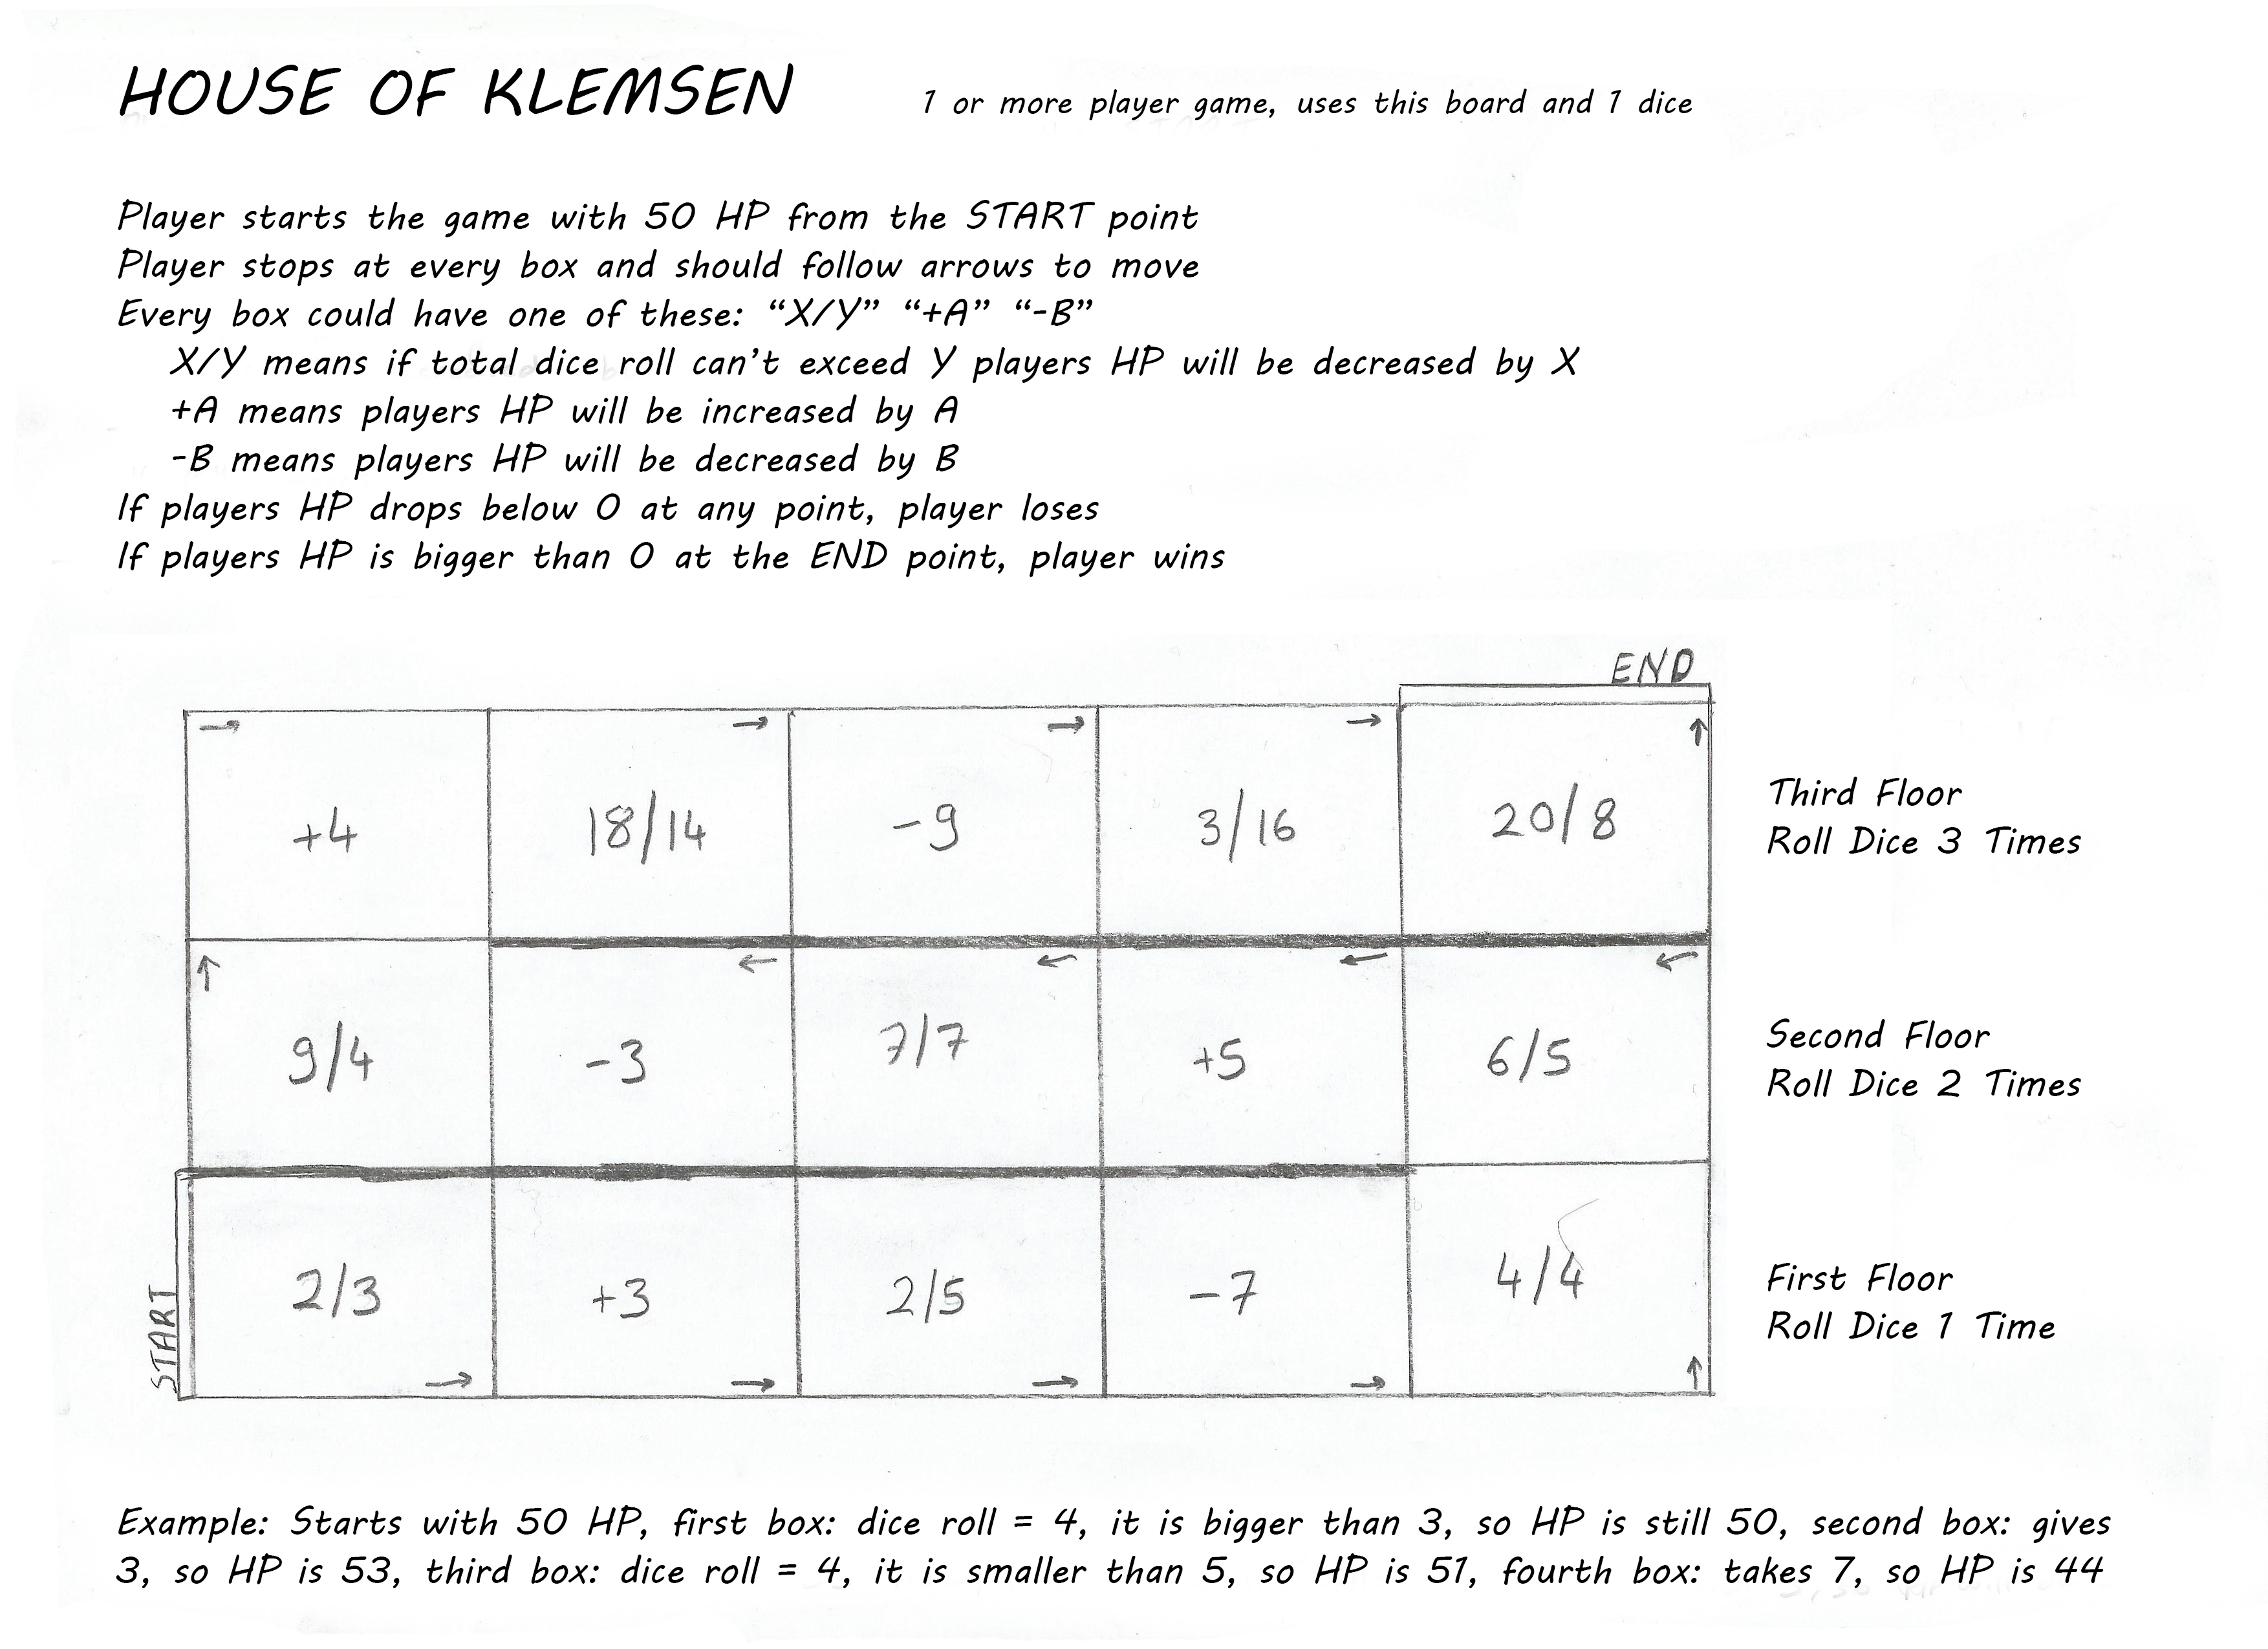 HOUSE OF KLEMSEN
1 or more player game, uses this board and 1 dice
Player starts the game with 50 HP from the START point
Player stops at every box and should follow arrows to move
Every box could have one of these: “X/Y” “+A” “-B”
X/Y means if total dice roll can’t exceed Y players HP will be decreased by X
+A means players HP will be increased by A
-B means players HP will be decreased by B
If players HP drops below 0 at any point, player loses
If players HP is bigger than 0 at the END point, player wins
END
→ → → → ↑
+4 18/14 -9 3/16 20/8
Third Floor
Roll Dice 3 Times
↑ ← ← ← ←
9/4 -3 7/7 +5 6/5
Second Floor
Roll Dice 2 Times
START
2/3 +3 2/5 -7 4/4
→ → → → ↑
First Floor
Roll Dice 1 Time
Example: Starts with 50 HP, first box: dice roll = 4, it is bigger than 3, so HP is still 50, second box: gives
3, so HP is 53, third box: dice roll = 4, it is smaller than 5, so HP is 51, fourth box: takes 7, so HP is 44